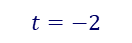 t = −2